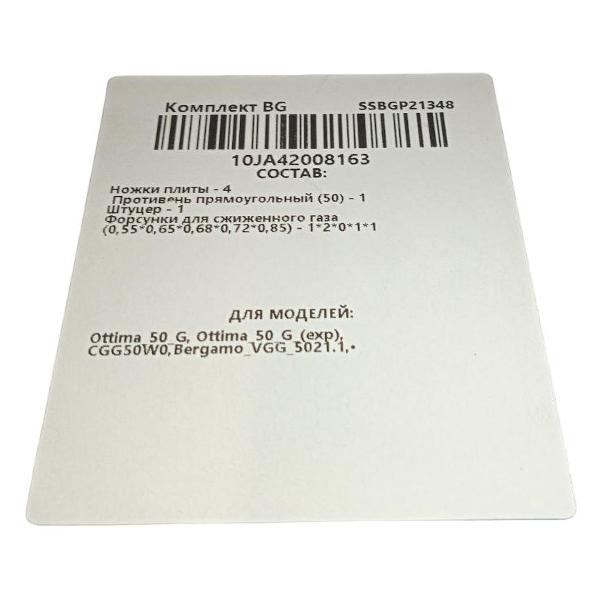 Комплект BG SSBGP21348
10JA42008163
СОСТАВ:
Ножки плиты - 4
Противень прямоугольный (50) - 1
Штуцер - 1
Форсунки для сжиженного газа
(0,55*0,65*0,68*0,72*0,85) - 1*2*0*1*1
ДЛЯ МОДЕЛЕЙ:
Ottima_50_G, Ottima_50_G_(exp),
CGG50W0,Bergamo_VGG_5021.1,•